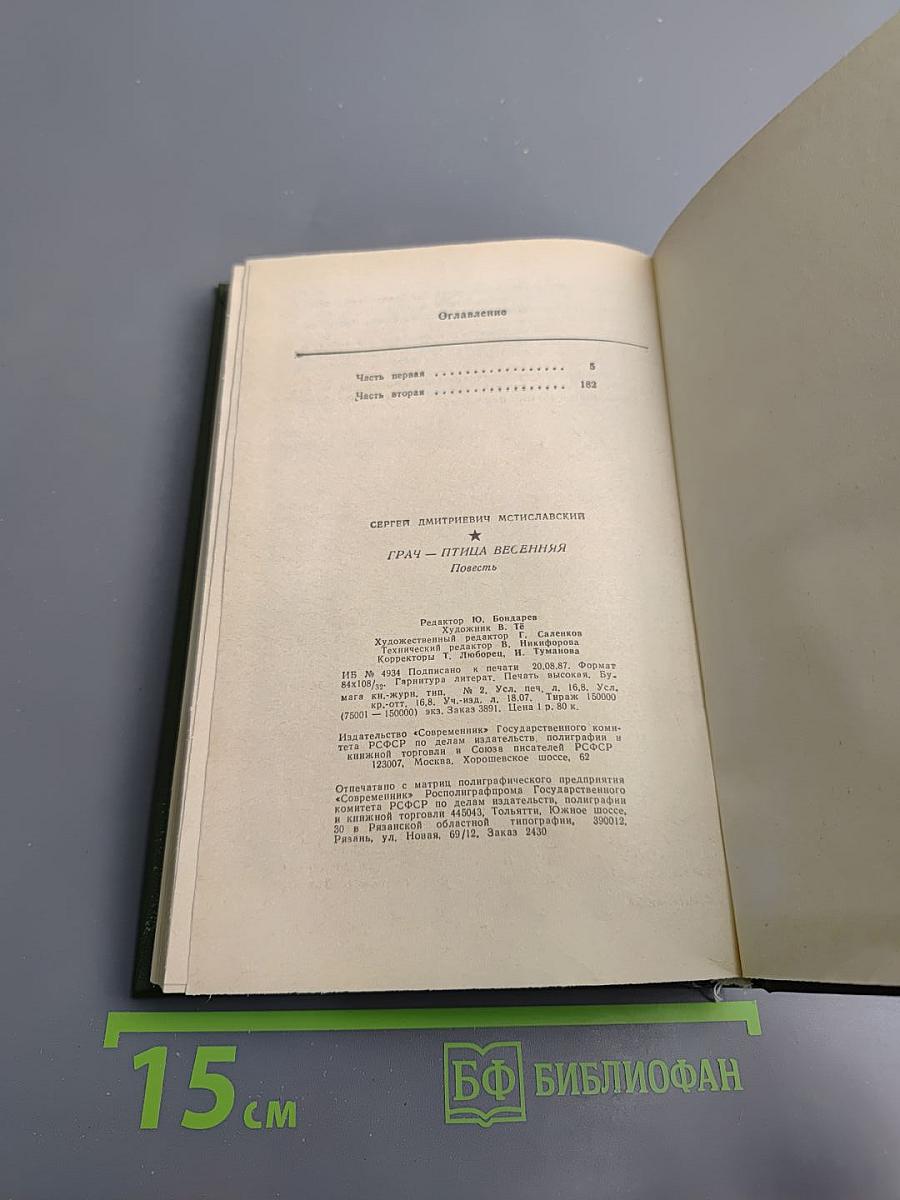 Оглавление
Часть первая . . . . . . . . . . . . . . . . . 5
Часть вторая . . . . . . . . . . . . . . . . . 182
СЕРГЕЙ ДМИТРИЕВИЧ МСТИСЛАВСКИЙ
★
ГРАЧ — ПТИЦА ВЕСЕННЯЯ
Повесть
Редактор Ю. Бондарев
Художник В. Тё
Художественный редактор Г. Саленков
Технический редактор В. Никифорова
Корректоры Т. Люборец, И. Туманова
ИБ № 4934 Подписано к печати 20.08.87. Формат
84х108/32. Гарнитура литерат. Печать высокая. Бу-
мага кн.-журн. тип. № 2. Усл. печ. л. 16,8. Усл.
кр.-отт. 16,8. Уч.-изд. л. 18,07. Тираж 150000
(75001 — 150000) экз. Заказ 3891. Цена 1 р. 80 к.
Издательство «Современник» Государственного коми-
тета РСФСР по делам издательств, полиграфии и
книжной торговли и Союза писателей РСФСР
123007, Москва, Хорошевское шоссе, 62
Отпечатано с матриц полиграфического предприятия
«Современник» Росполиграфпрома Государственного
комитета РСФСР по делам издательств, полиграфии
и книжной торговли 445043, Тольятти, Южное шоссе,
30 в Рязанской областной типографии, 390012,
Рязань, ул. Новая, 69/12. Заказ 2430
15 см
БФ БИБЛИОФАН